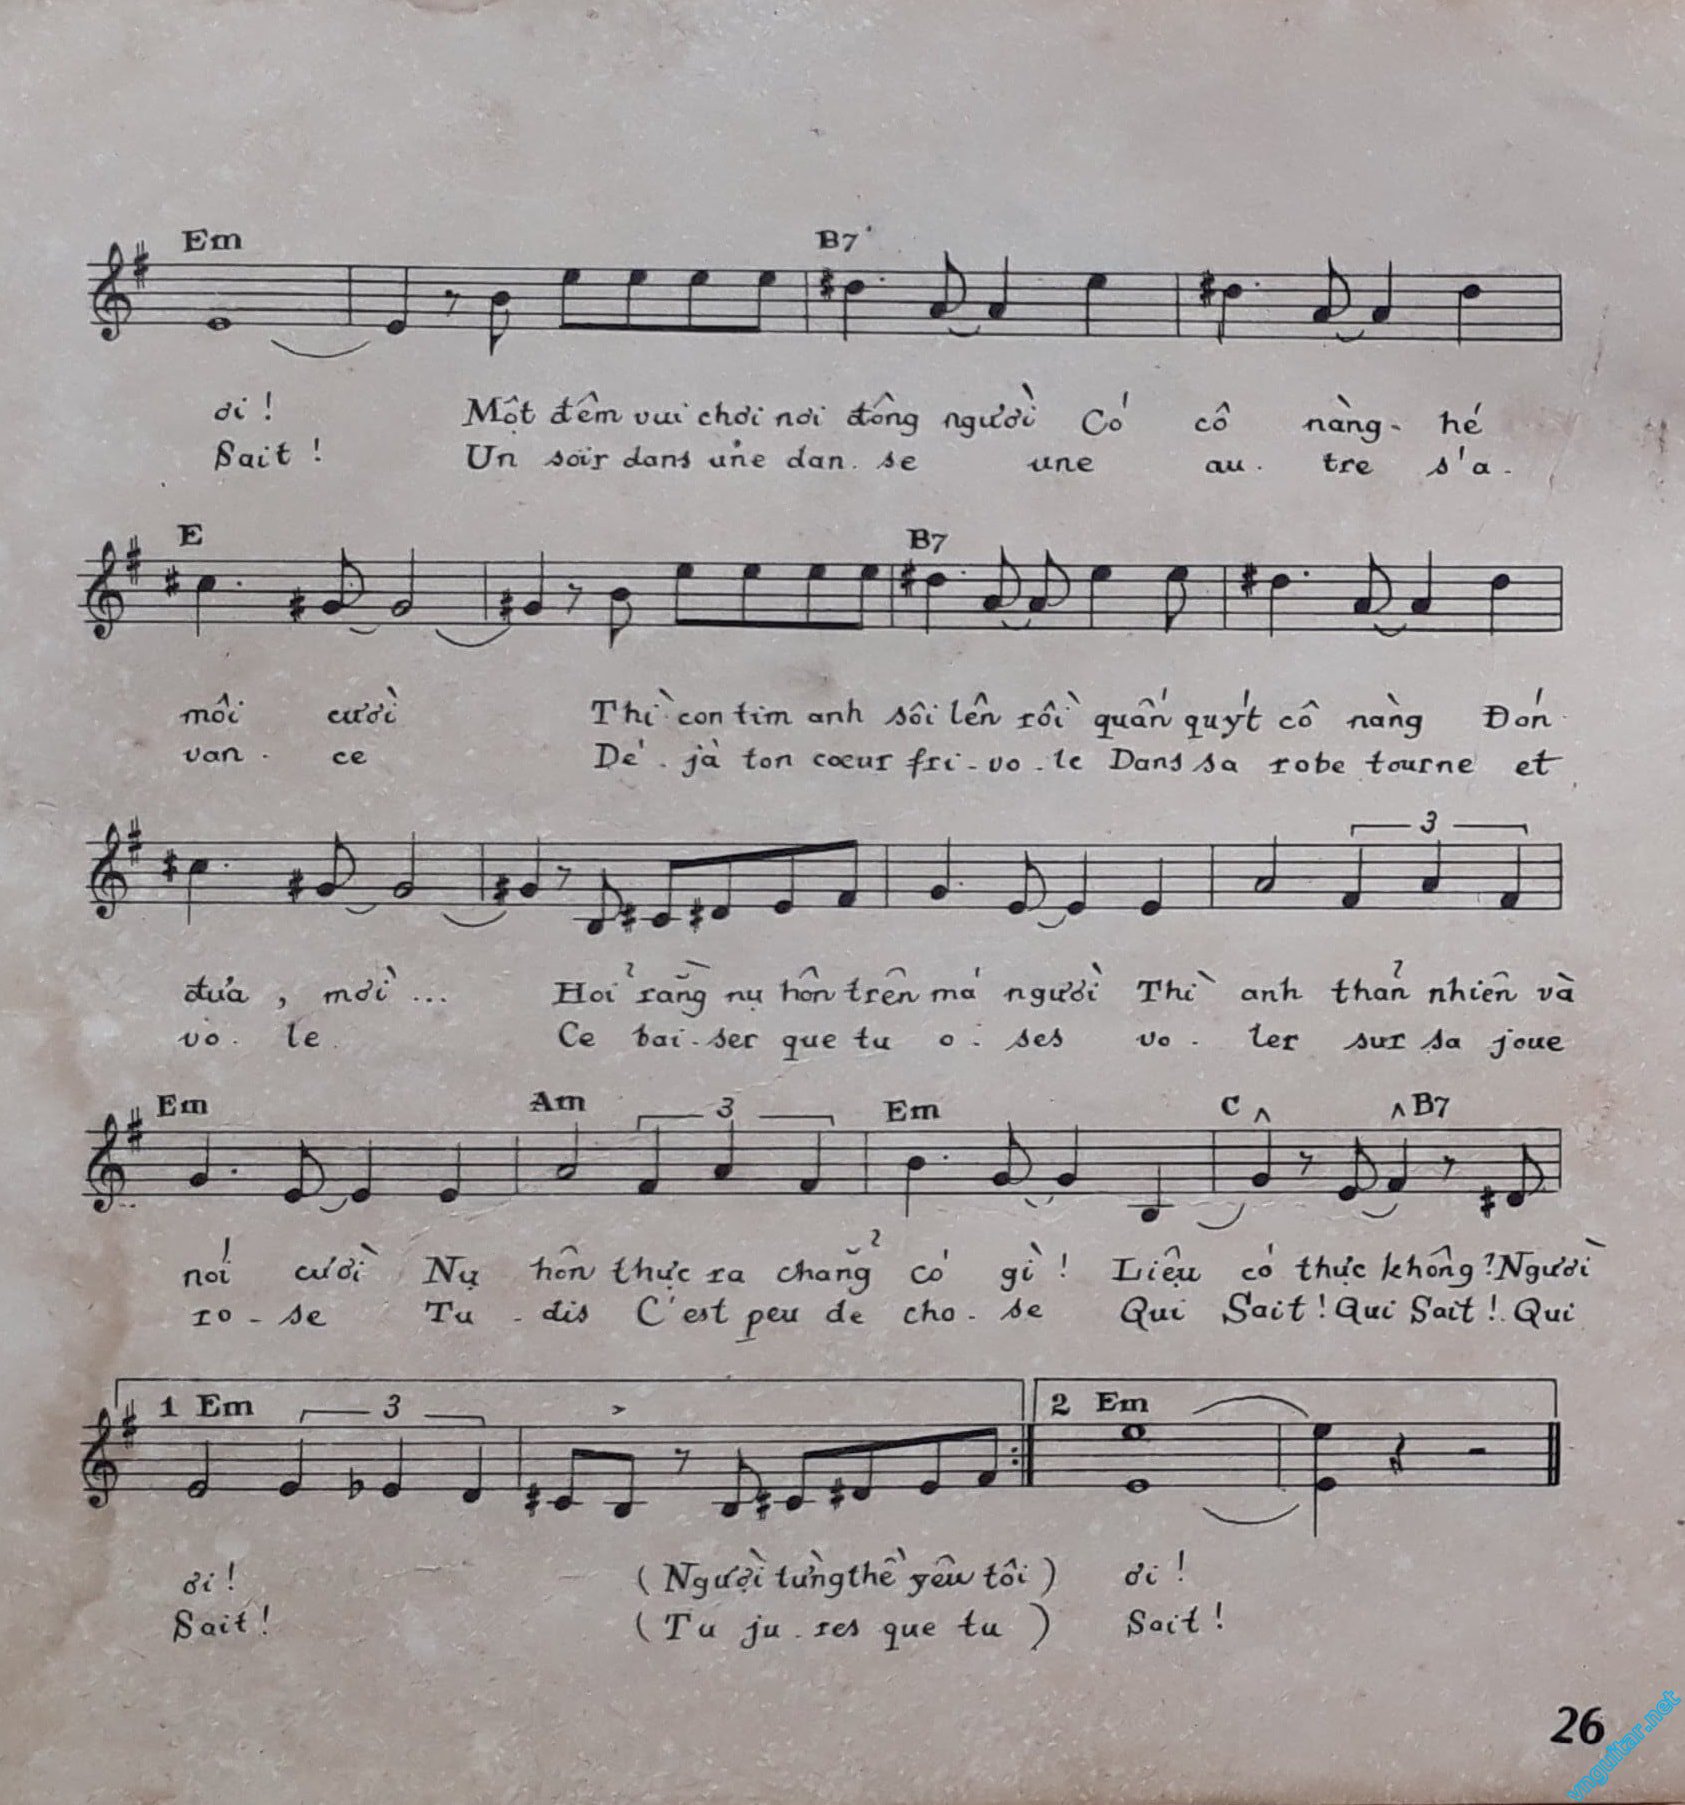 Em B7
ơi! Một đêm vui chơi nơi đông người Có cô nàng- hé
Sait! Un soir dans une dan. se une au. tre s'a.
E B7
môi cười Thì con tim anh sôi lên rồi quấn quýt cô nàng Đón
van. ce Dé. jà ton cœur fri-vo. le Dans sa robe tourne et
3
đưa, mời... Hỏi rằng nụ hôn trên má người Thì anh thản nhiên và
vo. le. Ce bai. ser que tu o. ses vo. ler sur sa joue
Em Am 3 Em C B7
nói cười Nụ hôn thực ra chẳng có gì! Liệu có thực không? Người
ro-se Tu. dis C'est peu de cho. se Qui Sait! Qui Sait! Qui
1 Em 3 2 Em
ơi! (Người từng thề yêu tôi) ơi!
Sait! (Tu ju. res que tu) Sait!
26
vnguitar.net